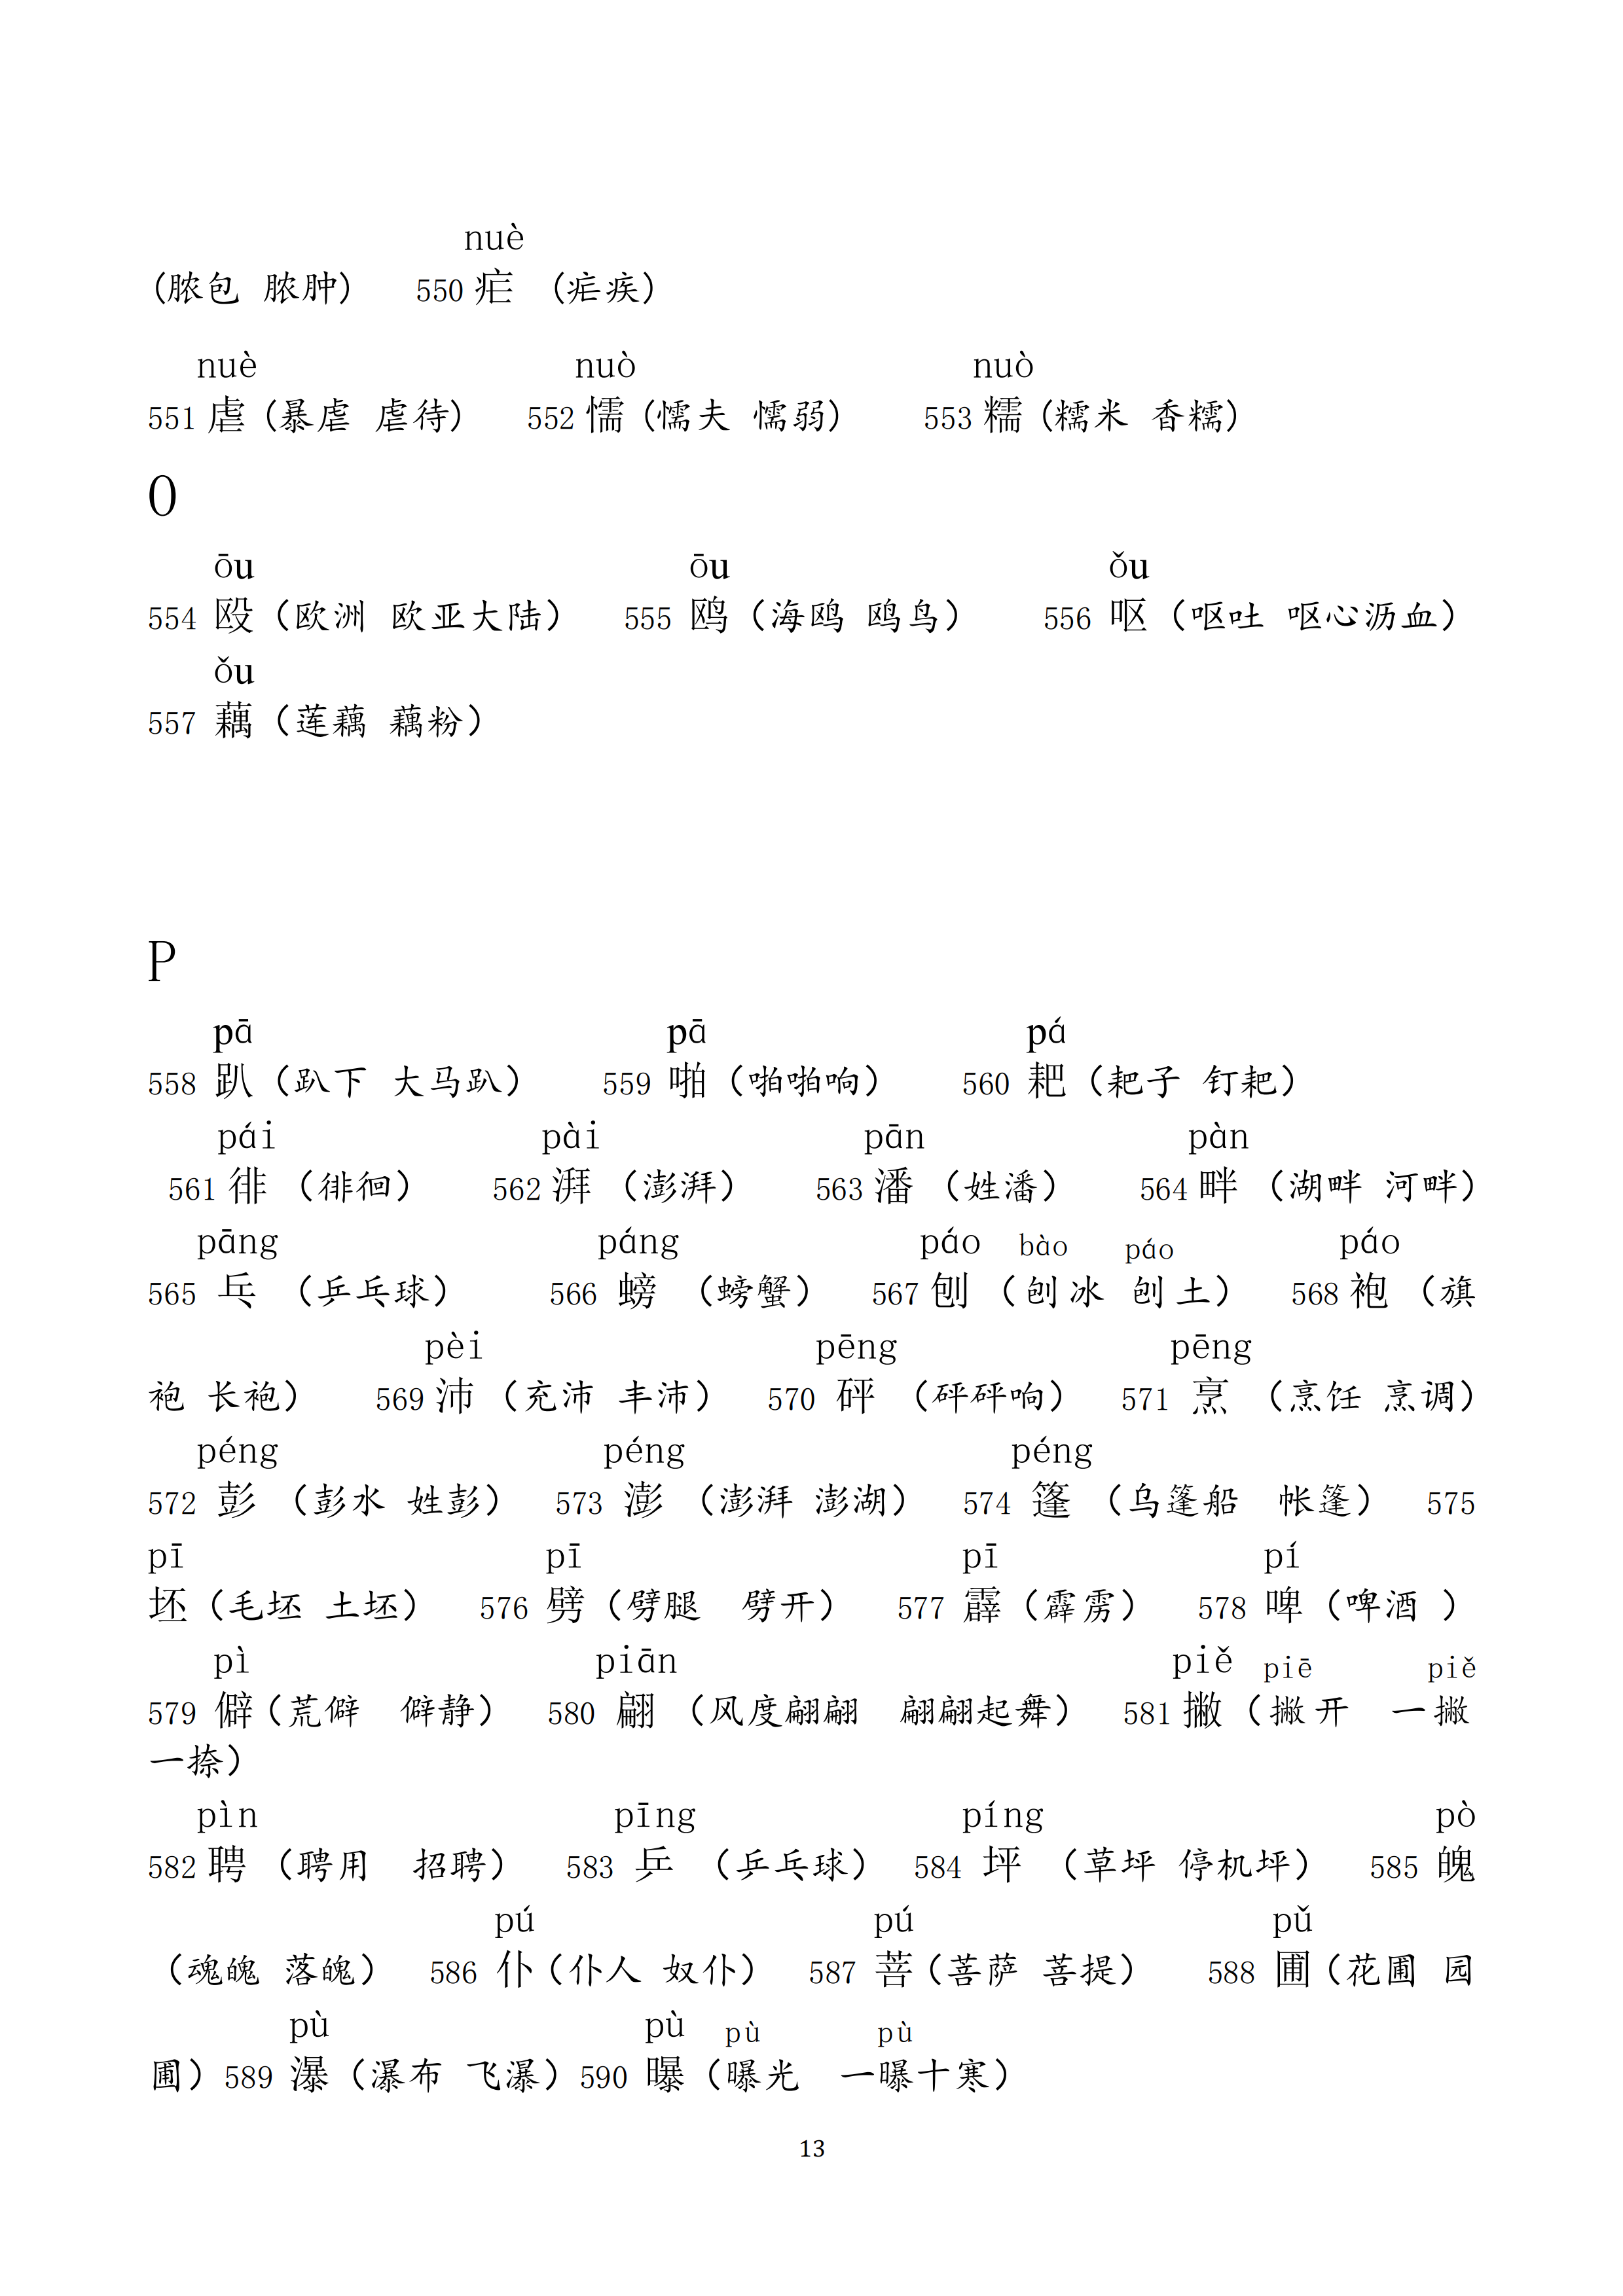 nuè
(脓包 脓肿) 550 疟 (疟疾)
nuè nuò nuò
551 虐 (暴虐 虐待) 552 懦 (懦夫 懦弱) 553 糯 (糯米 香糯)
O
ōu ōu ǒu
554 殴 (欧洲 欧亚大陆) 555 鸥 (海鸥 鸥鸟) 556 呕 (呕吐 呕心沥血)
ǒu
557 藕 (莲藕 藕粉)
P
pā pā pá
558 趴 (趴下 大马趴) 559 啪 (啪啪响) 560 耙 (耙子 钉耙)
pái pài pān pàn
561 徘 (徘徊) 562 湃 (澎湃) 563 潘 (姓潘) 564 畔 (湖畔 河畔)
pāng páng páo bào páo páo
565 乓 (乒乓球) 566 螃 (螃蟹) 567 刨 (刨冰 刨土) 568 袍 (旗
pèi pēng pēng
袍 长袍) 569 沛 (充沛 丰沛) 570 砰 (砰砰响) 571 烹 (烹饪 烹调)
péng péng péng
572 彭 (彭水 姓彭) 573 澎 (澎湃 澎湖) 574 篷 (乌篷船 帐篷) 575
pī pī pī pí
坯 (毛坯 土坯) 576 劈 (劈腿 劈开) 577 霹 (霹雳) 578 啤 (啤酒 )
pì piān piě piē piě
579 僻 (荒僻 僻静) 580 翩 (风度翩翩 翩翩起舞) 581 撇 (撇开 一撇
一捺)
pìn pīng píng pò
582 聘 (聘用 招聘) 583 乒 (乒乓球) 584 坪 (草坪 停机坪) 585 魄
pú pú pǔ
(魂魄 落魄) 586 仆 (仆人 奴仆) 587 菩 (菩萨 菩提) 588 圃 (花圃 园
pù pù pù pù
圃) 589 瀑 (瀑布 飞瀑) 590 曝 (曝光 一曝十寒)
13